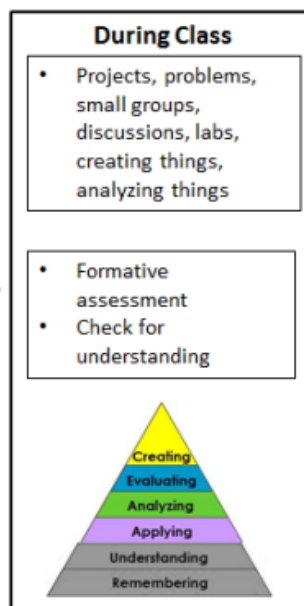 During Class
• Projects, problems,
small groups,
discussions, labs,
creating things,
analyzing things
• Formative
assessment
• Check for
understanding
Creating
Evaluating
Analyzing
Applying
Understanding
Remembering